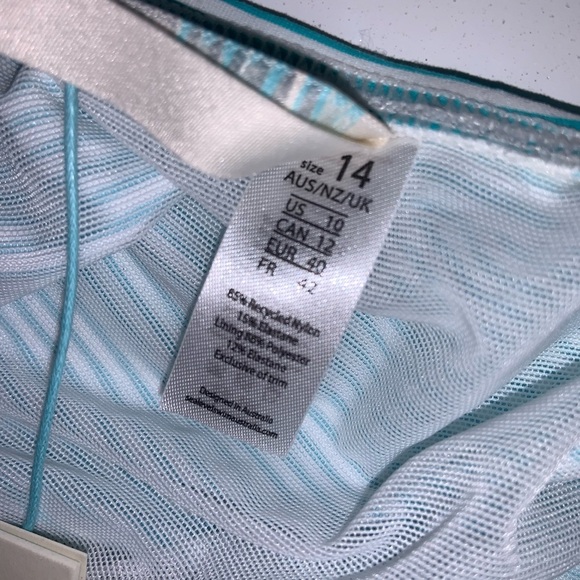 size 14
AUS/NZ/UK
US 10
CAN 12
EUR 40
FR 42
85% Recycled Nylon
15% Elastane
Lining 88% Polyester
12% Elastane
Exclusive of trim
Designed in Australia